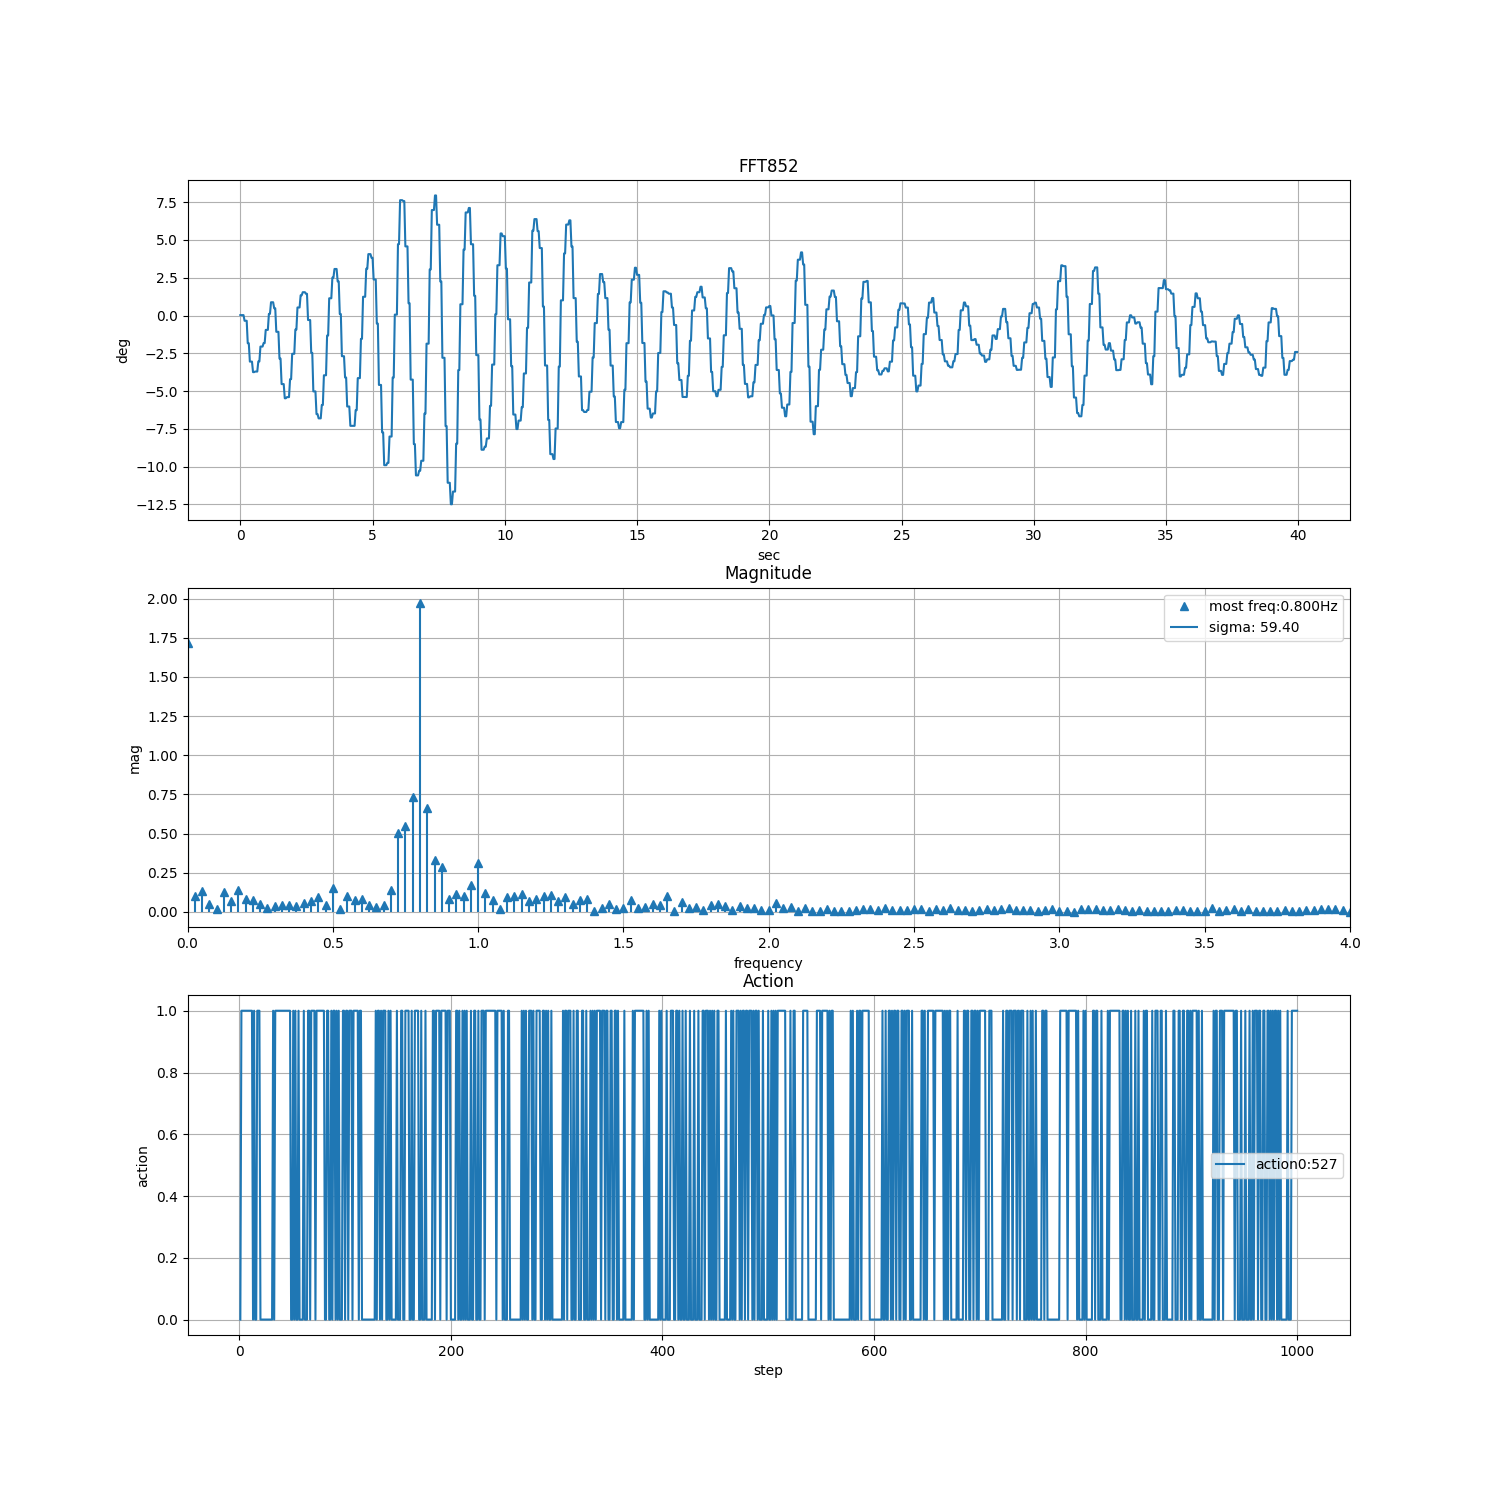 FFT852
7.5
5.0
2.5
0.0
−2.5
−5.0
−7.5
−10.0
−12.5
deg
0 5 10 15 20 25 30 35 40
sec
Magnitude
2.00
1.75
1.50
1.25
1.00
0.75
0.50
0.25
0.00
mag
most freq:0.800Hz
sigma: 59.40
0.0 0.5 1.0 1.5 2.0 2.5 3.0 3.5 4.0
frequency
Action
1.0
0.8
0.6
0.4
0.2
0.0
action
action0:527
0 200 400 600 800 1000
step